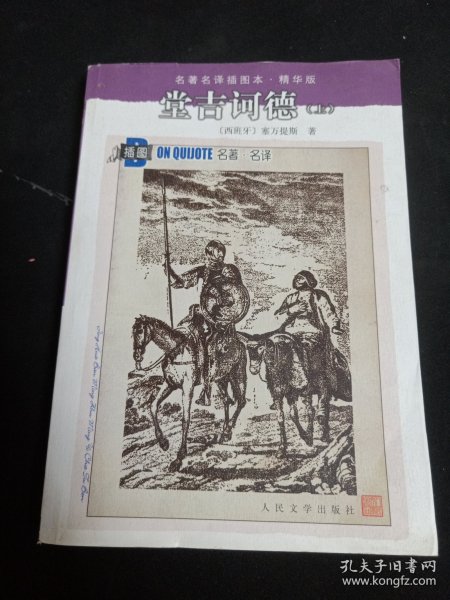 名著名译插图本·精华版
堂吉诃德（上）
〔西班牙〕塞万提斯 著
插图
DON QUIJOTE 名著·名译
人民文学出版社
孔夫子旧书网
www.kongfz.com